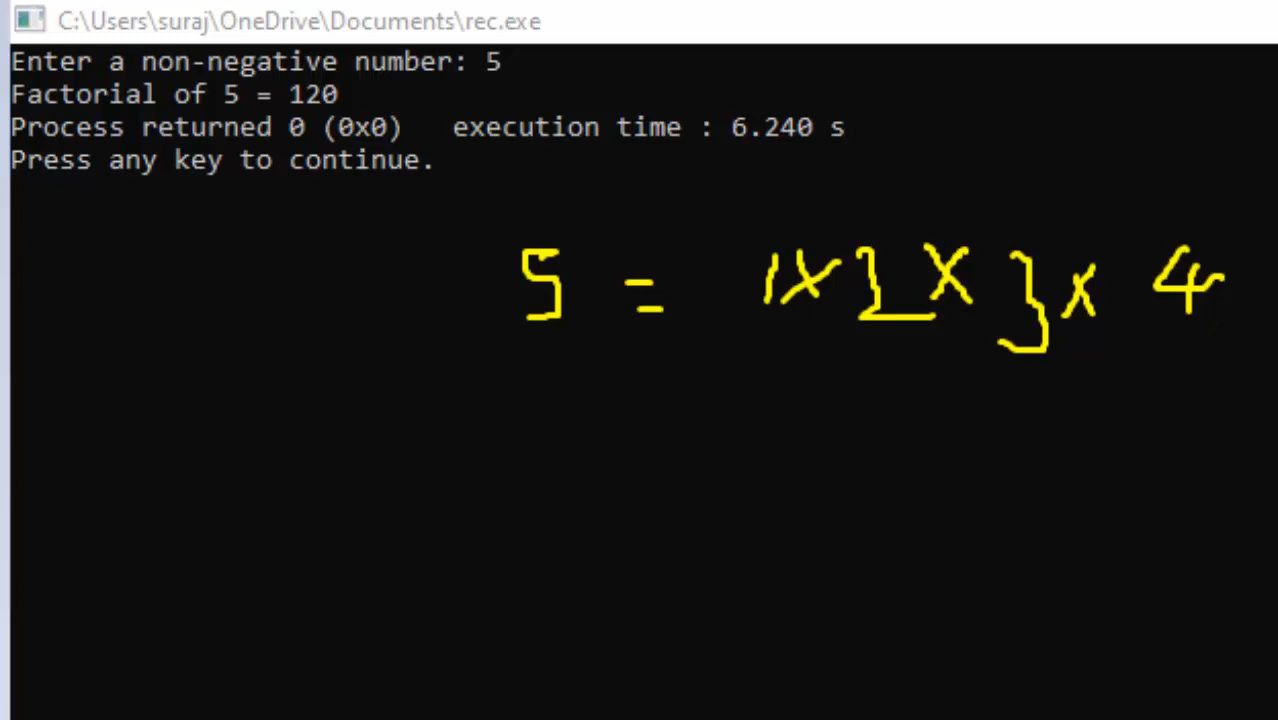 C:\Users\suraj\OneDrive\Documents\rec.exe
Enter a non-negative number: 5
Factorial of 5 = 120
Process returned 0 (0x0)   execution time : 6.240 s
Press any key to continue.
5 = 1x2x3x4